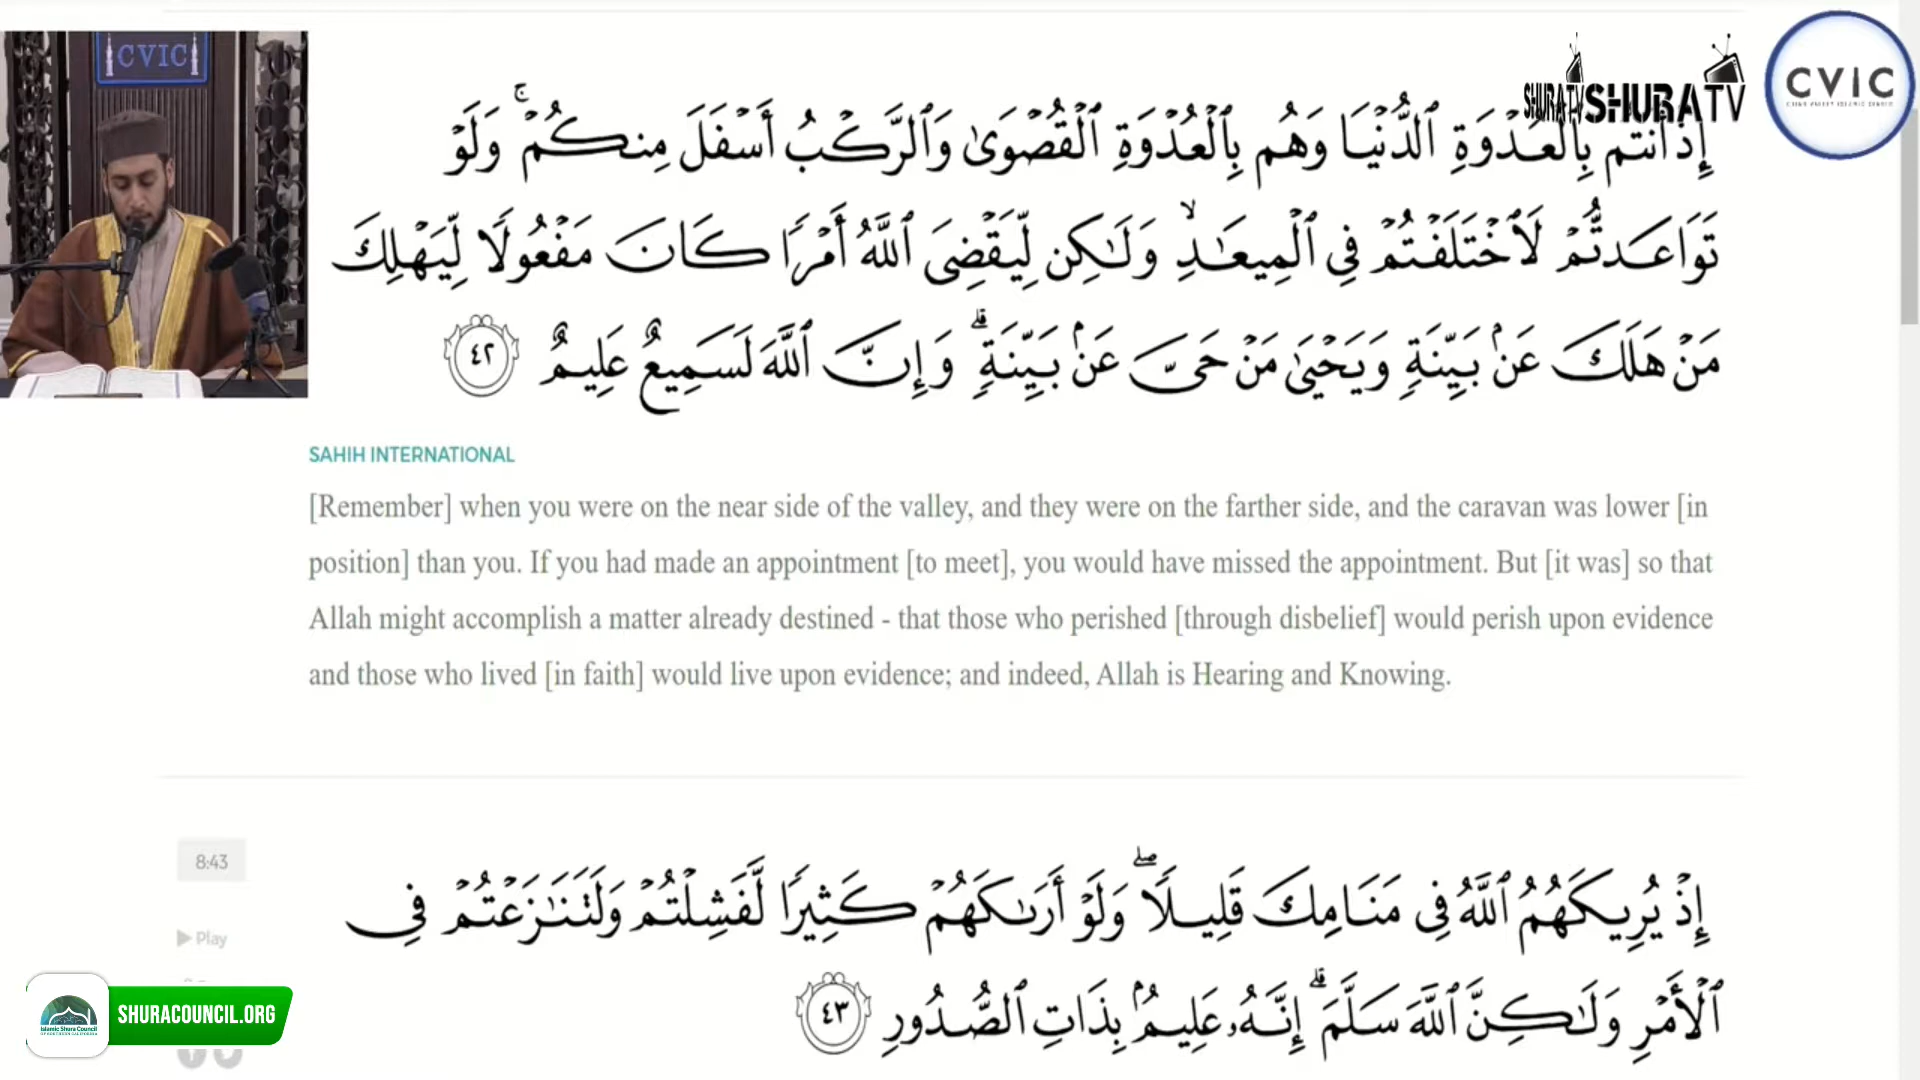 CVIC
SHURATV SHURATV
CVIC
إِذْ أَنتُم بِٱلْعُدْوَةِ ٱلدُّنْيَا وَهُم بِٱلْعُدْوَةِ ٱلْقُصْوَىٰ وَٱلرَّكْبُ أَسْفَلَ مِنكُمْ ۚ وَلَوْ
تَوَاعَدتُّمْ لَٱخْتَلَفْتُمْ فِى ٱلْمِيعَـٰدِ ۙ وَلَـٰكِن لِّيَقْضِىَ ٱللَّهُ أَمْرًا كَانَ مَفْعُولًا لِّيَهْلِكَ
مَنْ هَلَكَ عَنۢ بَيِّنَةٍ وَيَحْيَىٰ مَنْ حَىَّ عَنۢ بَيِّنَةٍ ۗ وَإِنَّ ٱللَّهَ لَسَمِيعٌ عَلِيمٌ ٤٢
SAHIH INTERNATIONAL
[Remember] when you were on the near side of the valley, and they were on the farther side, and the caravan was lower [in
position] than you. If you had made an appointment [to meet], you would have missed the appointment. But [it was] so that
Allah might accomplish a matter already destined - that those who perished [through disbelief] would perish upon evidence
and those who lived [in faith] would live upon evidence; and indeed, Allah is Hearing and Knowing.
8:43
إِذْ يُرِيكَهُمُ ٱللَّهُ فِى مَنَامِكَ قَلِيلًا ۖ وَلَوْ أَرَىٰكَهُمْ كَثِيرًا لَّفَشِلْتُمْ وَلَتَنَـٰزَعْتُمْ فِى
Play
ٱلْأَمْرِ وَلَـٰكِنَّ ٱللَّهَ سَلَّمَ ۗ إِنَّهُۥ عَلِيمٌۢ بِذَاتِ ٱلصُّدُورِ ٤٣
Islamic Shura Council
SHURACOUNCIL.ORG